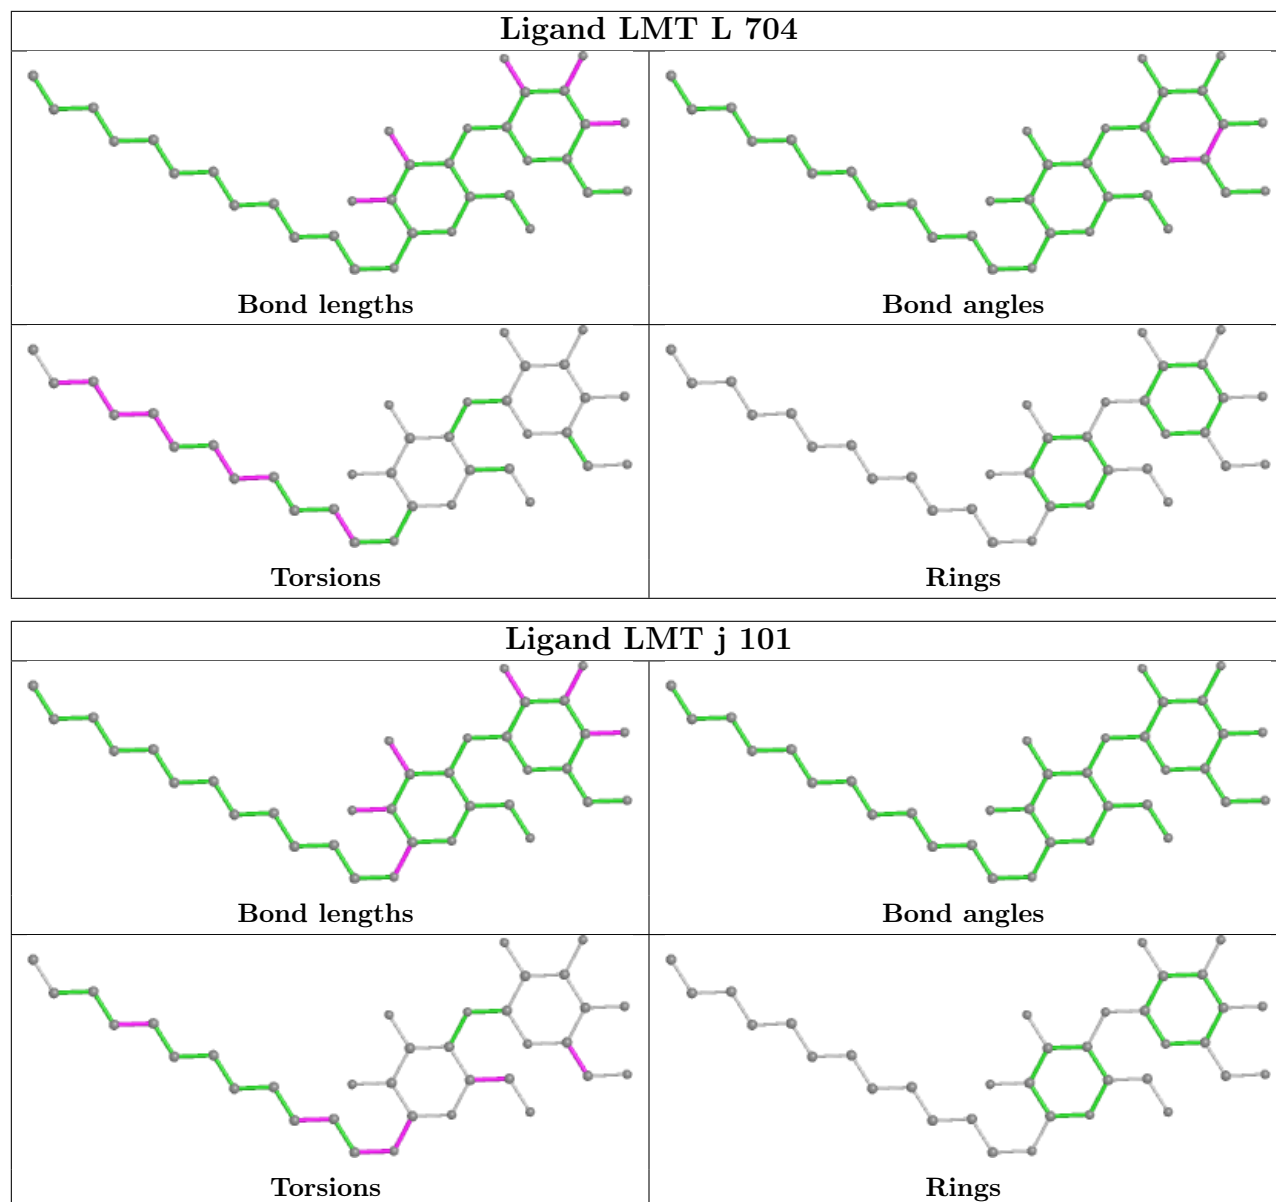 Ligand LMT L 704
Bond lengths
Bond angles
Torsions
Rings
Ligand LMT j 101
Bond lengths
Bond angles
Torsions
Rings